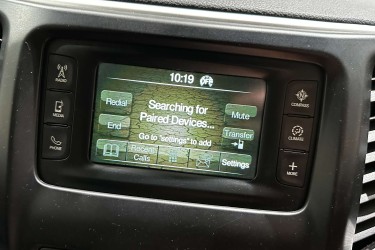 10:19
RADIO
MEDIA
PHONE
Redial
End
Searching for
Paired Devices...
Go to "settings" to add
Mute
Transfer
Recent
Calls
Settings
COMPASS
CLIMATE
MORE